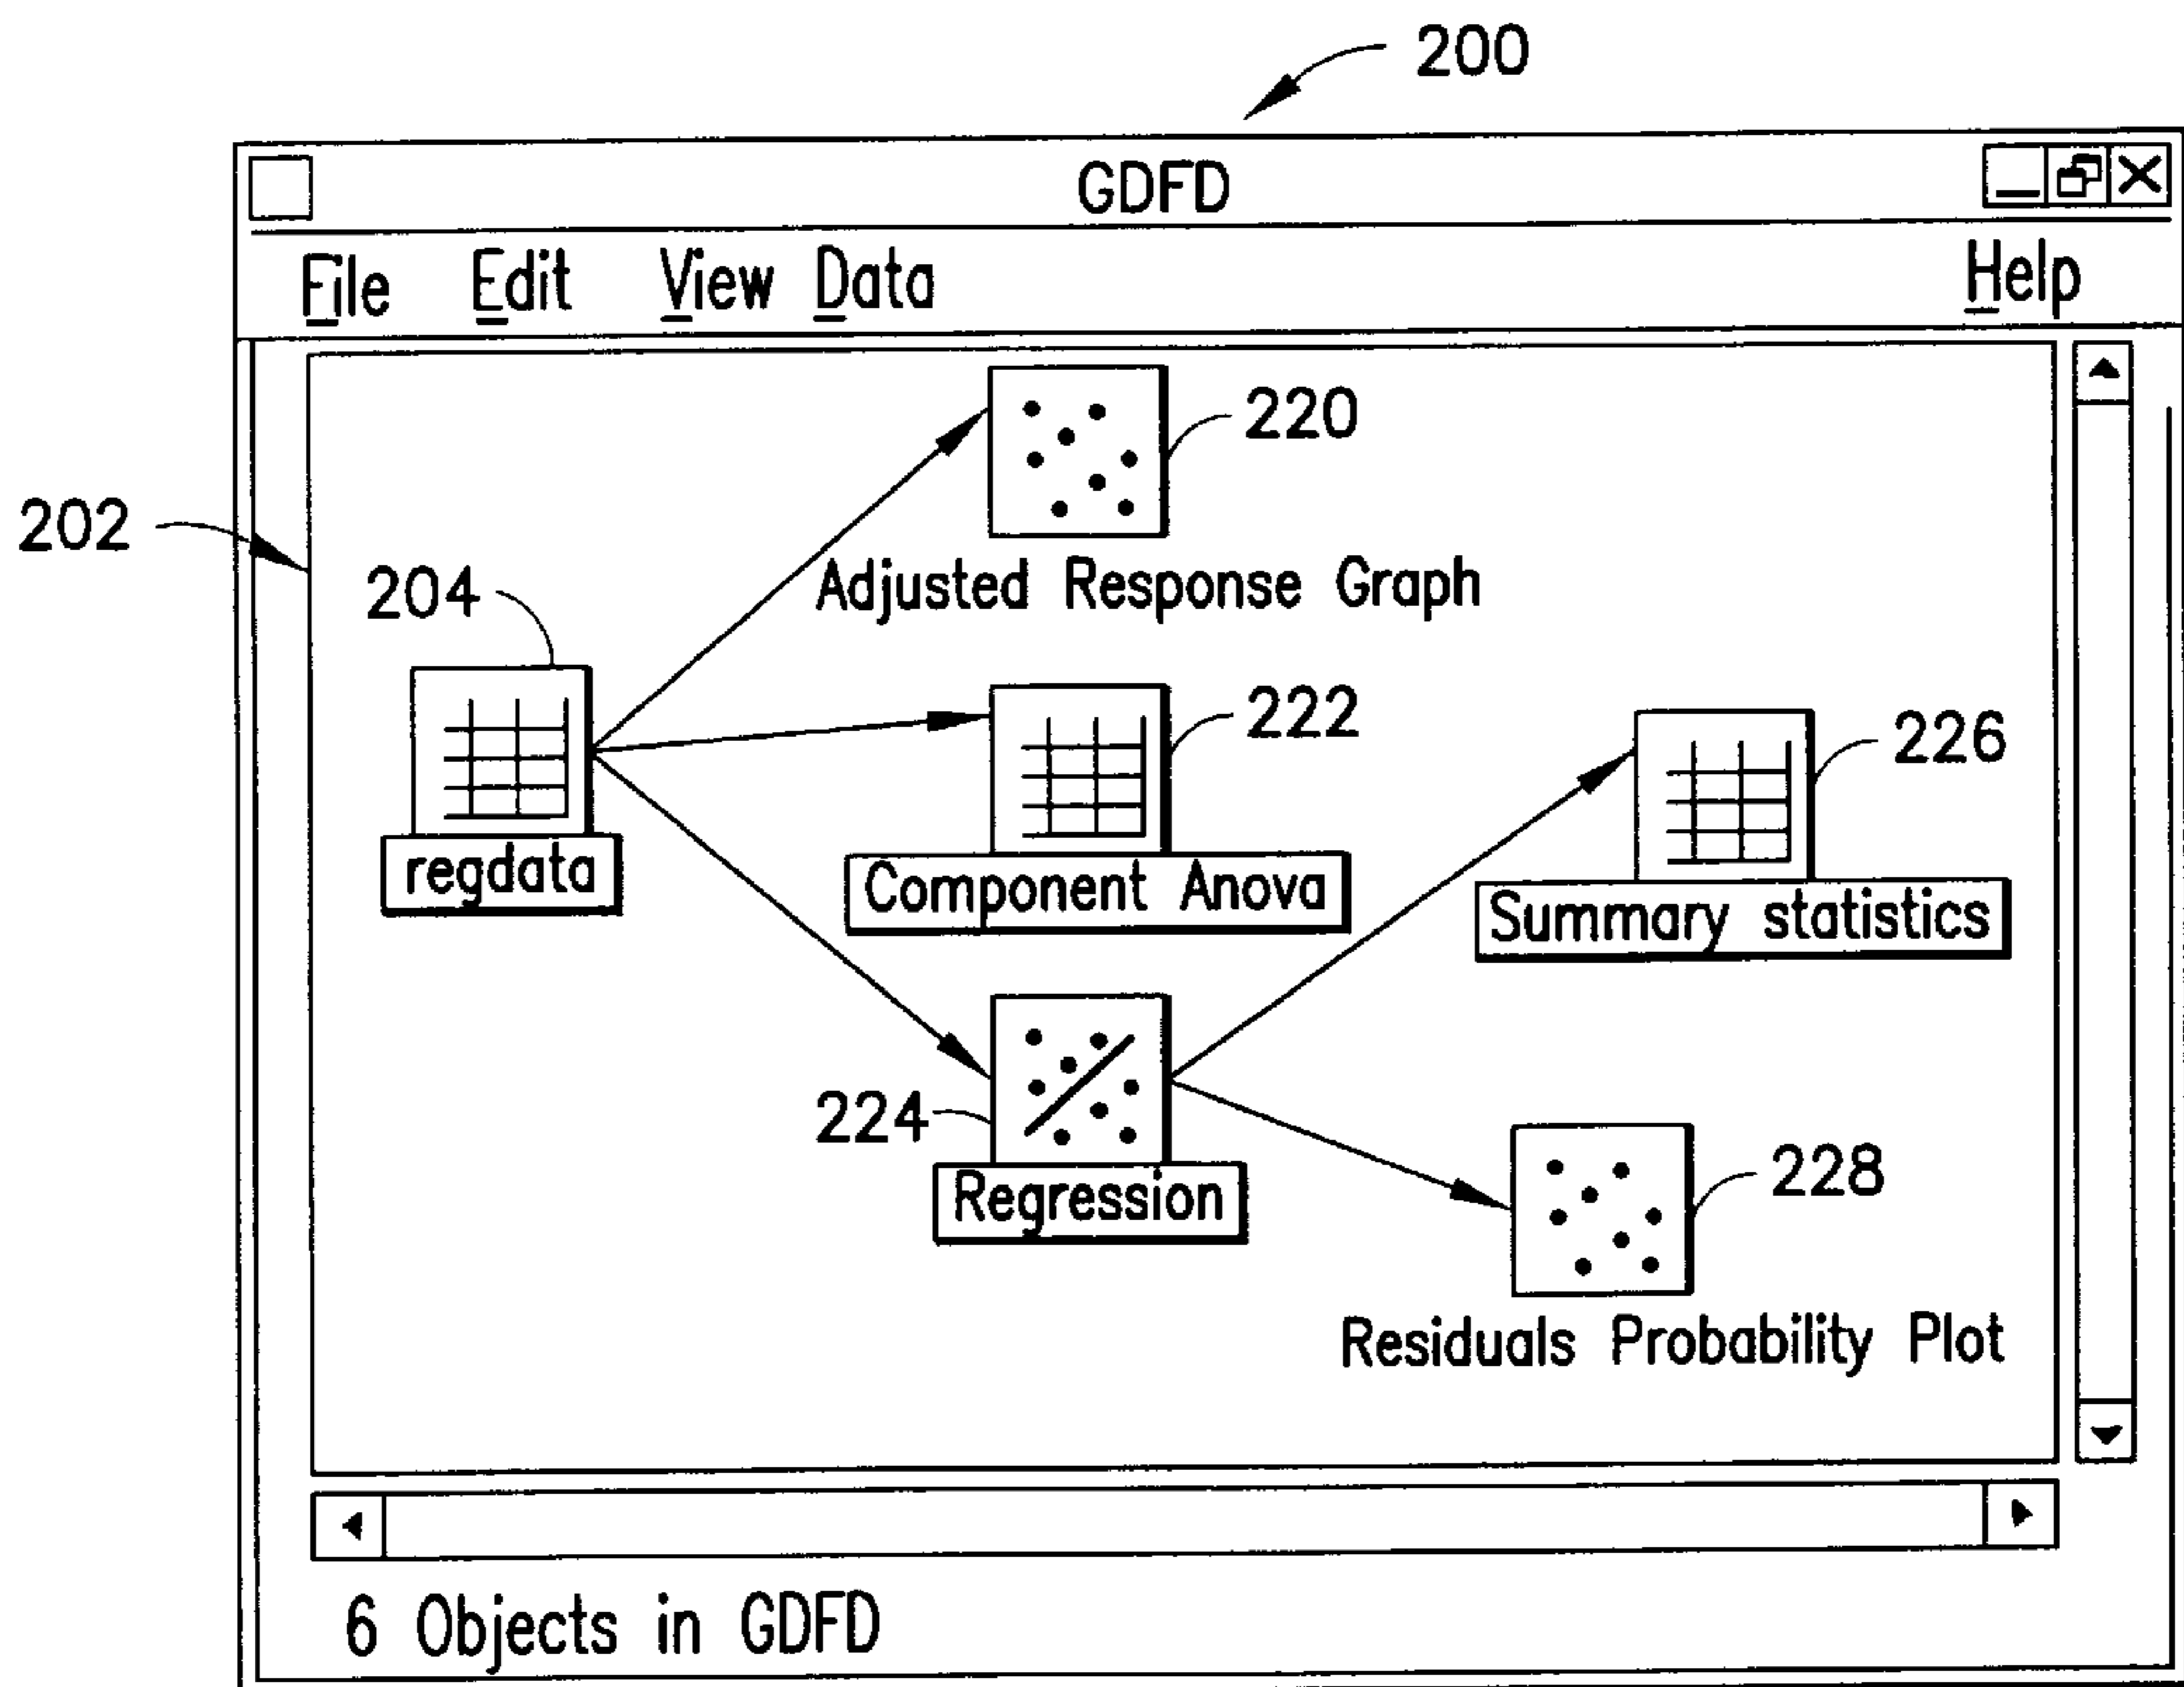 200
GDFD
File Edit View Data Help
220
202
Adjusted Response Graph
204
222
226
regdata
Component Anova
Summary statistics
224
Regression
228
Residuals Probability Plot
6 Objects in GDFD